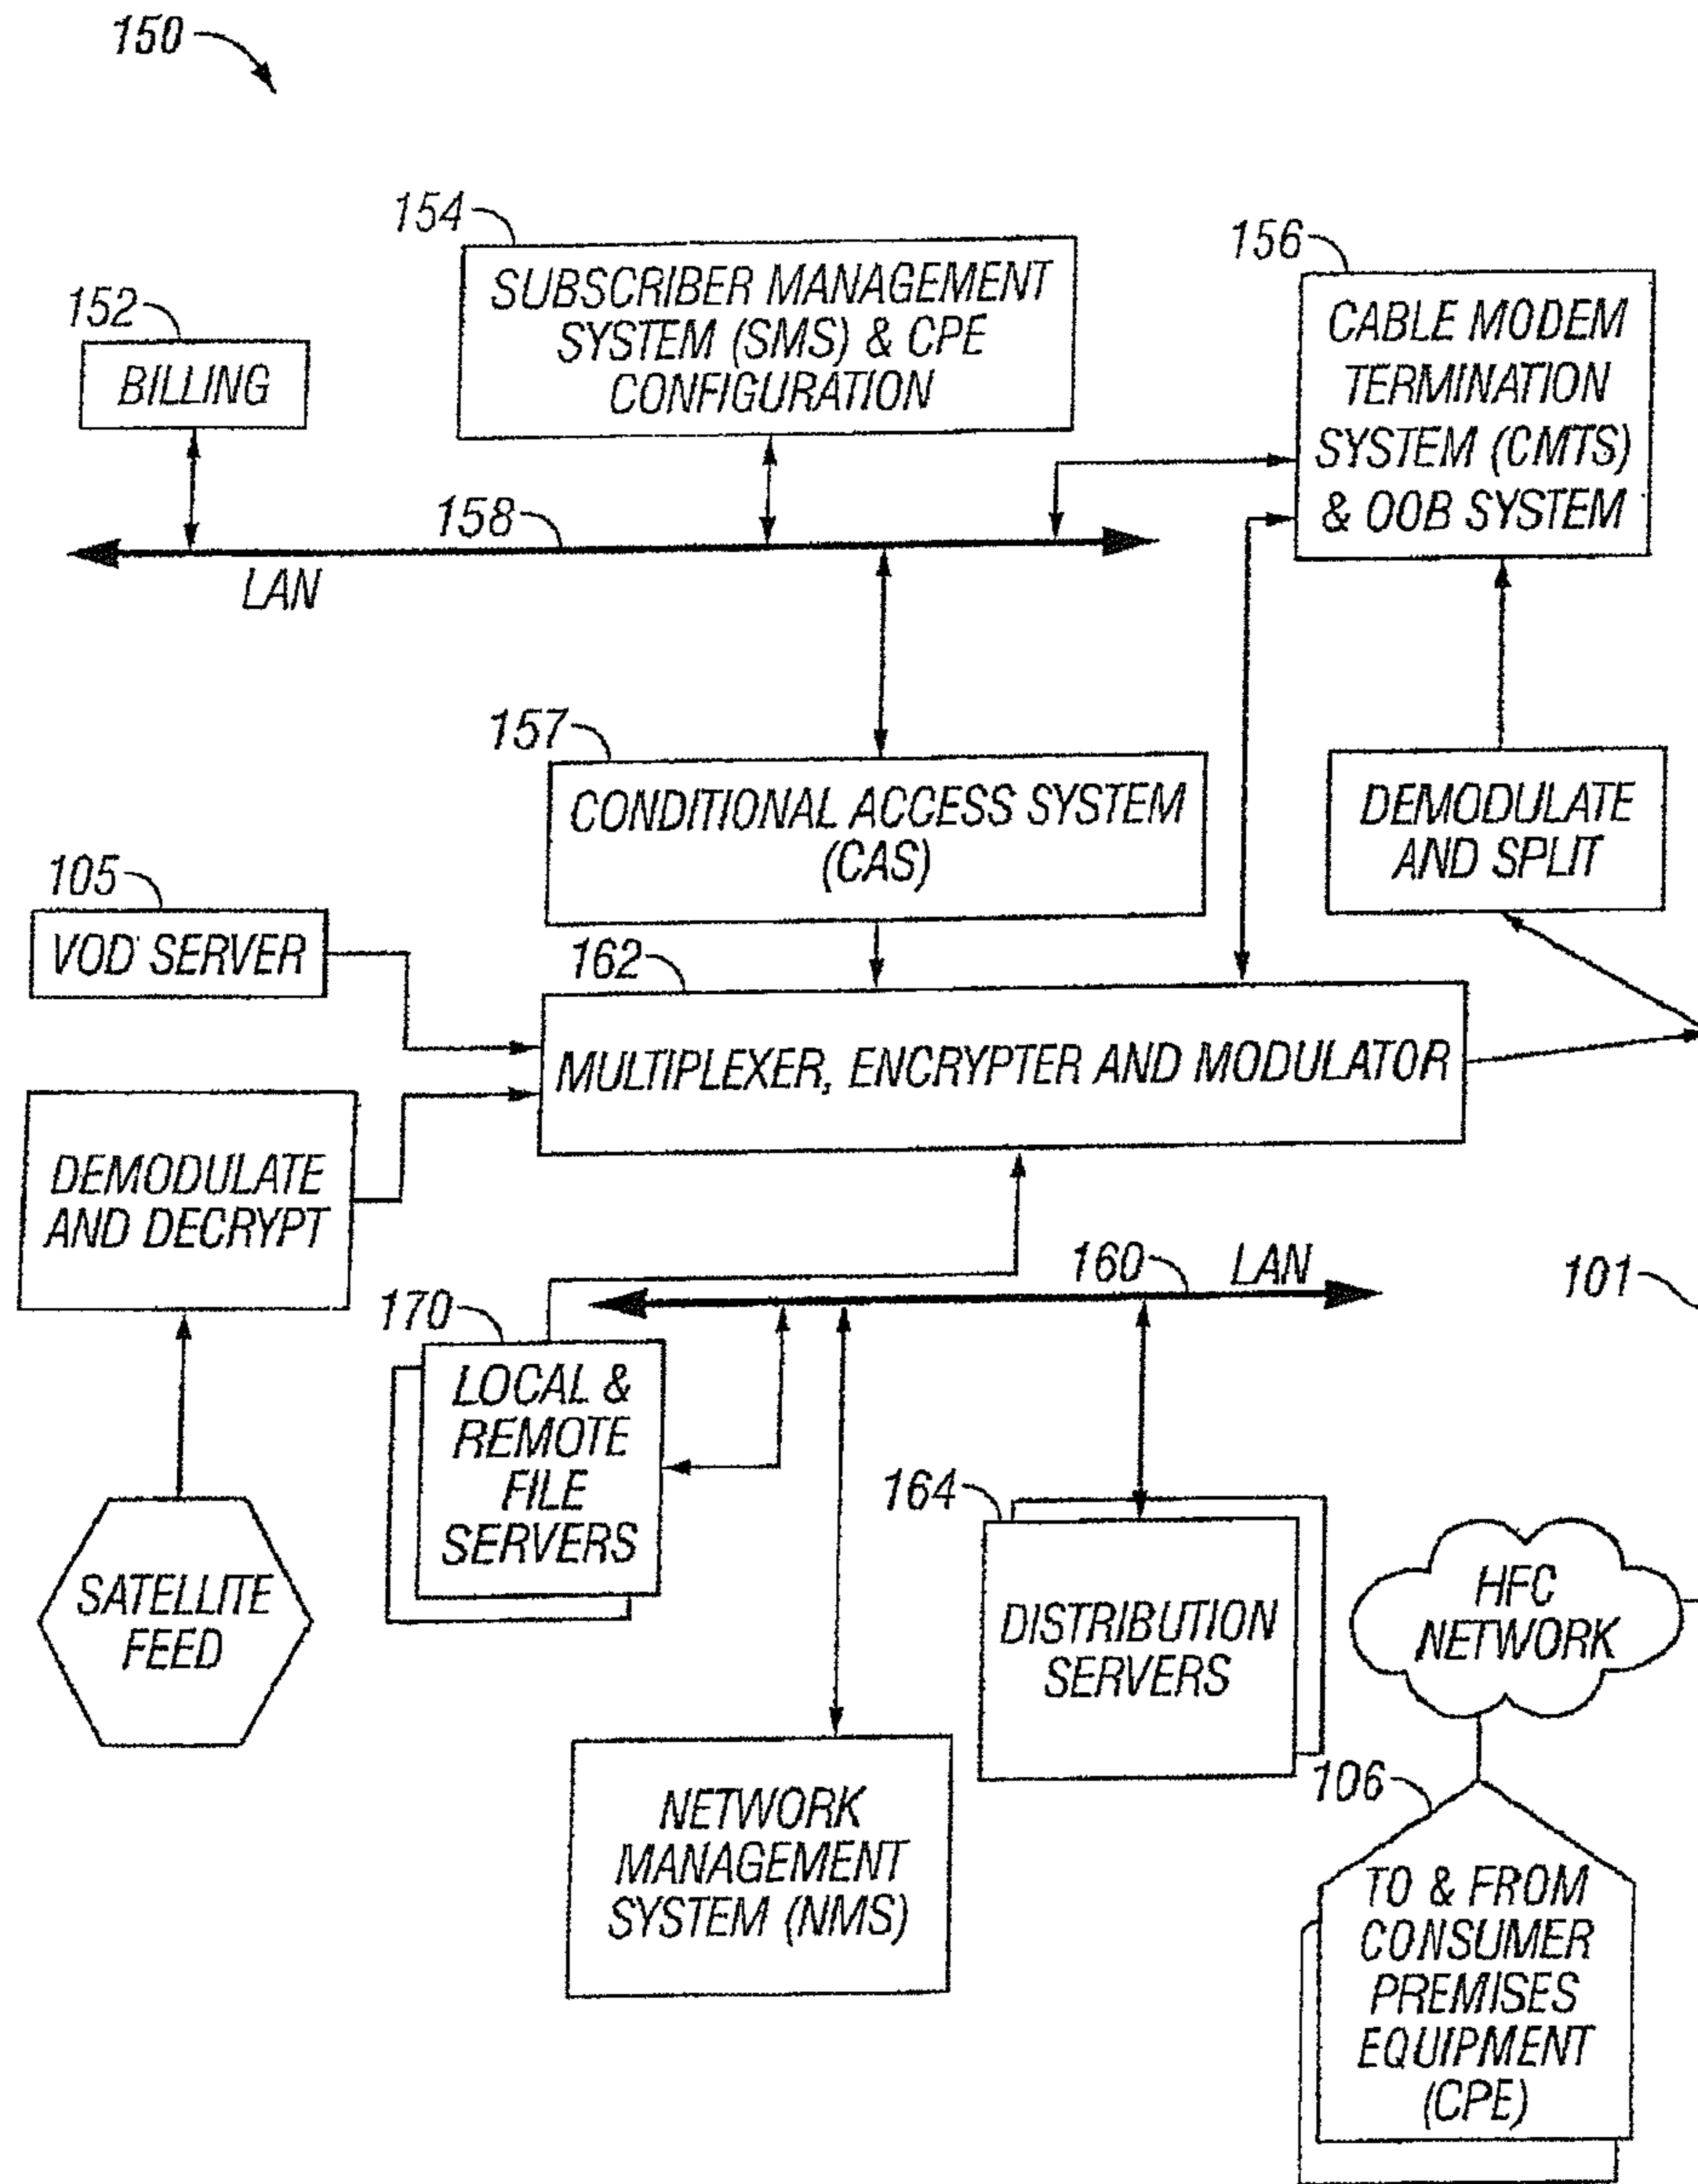 150
154
SUBSCRIBER MANAGEMENT
SYSTEM (SMS) & CPE
CONFIGURATION
156
CABLE MODEM
TERMINATION
SYSTEM (CMTS)
& OOB SYSTEM
152
BILLING
158
LAN
157
CONDITIONAL ACCESS SYSTEM
(CAS)
DEMODULATE
AND SPLIT
105
VOD SERVER
162
MULTIPLEXER, ENCRYPTER AND MODULATOR
DEMODULATE
AND DECRYPT
160
LAN
101
170
LOCAL &
REMOTE
FILE
SERVERS
164
DISTRIBUTION
SERVERS
HFC
NETWORK
SATELLITE
FEED
NETWORK
MANAGEMENT
SYSTEM (NMS)
106
TO & FROM
CONSUMER
PREMISES
EQUIPMENT
(CPE)